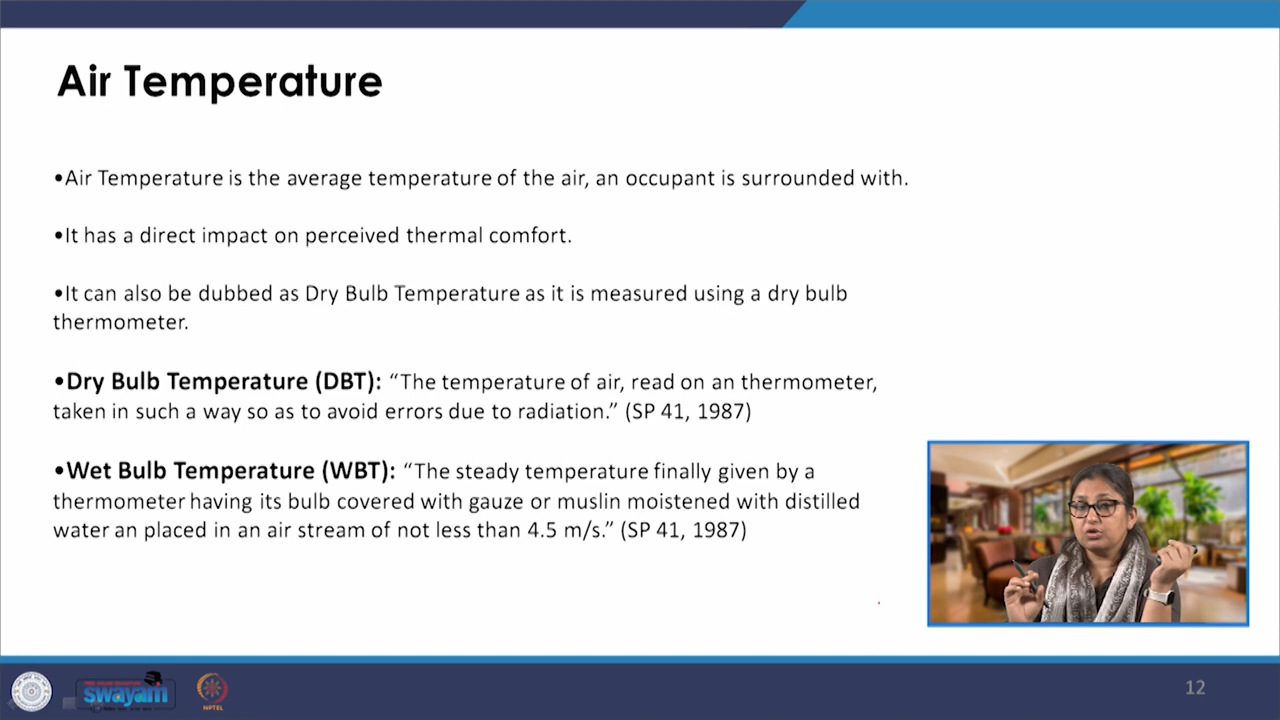 Air Temperature
•Air Temperature is the average temperature of the air, an occupant is surrounded with.
•It has a direct impact on perceived thermal comfort.
•It can also be dubbed as Dry Bulb Temperature as it is measured using a dry bulb
thermometer.
•Dry Bulb Temperature (DBT): “The temperature of air, read on an thermometer,
taken in such a way so as to avoid errors due to radiation.” (SP 41, 1987)
•Wet Bulb Temperature (WBT): “The steady temperature finally given by a
thermometer having its bulb covered with gauze or muslin moistened with distilled
water an placed in an air stream of not less than 4.5 m/s.” (SP 41, 1987)
swayam
NPTEL
12